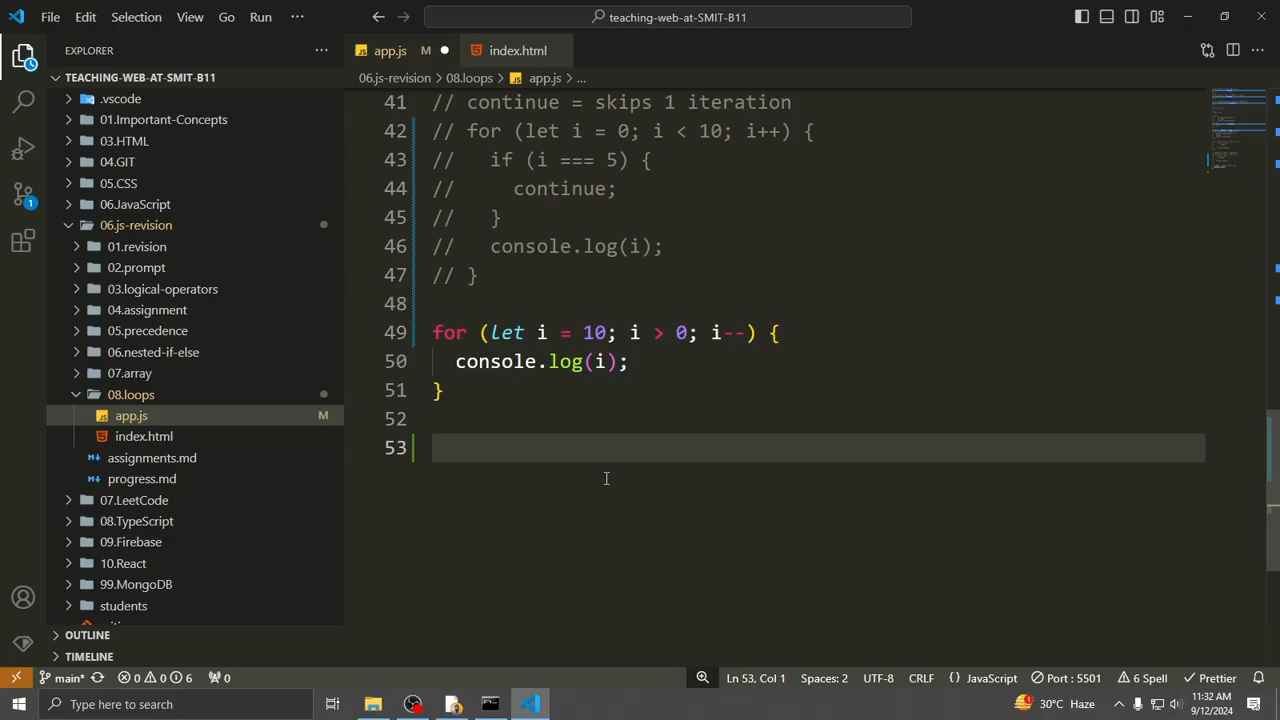 File Edit Selection View Go Run ··· teaching-web-at-SMIT-B11
EXPLORER ···
TEACHING-WEB-AT-SMIT-B11
.vscode
01.Important-Concepts
03.HTML
04.GIT
05.CSS
06.JavaScript
06.js-revision
01.revision
02.prompt
03.logical-operators
04.assignment
05.precedence
06.nested-if-else
07.array
08.loops
JS app.js M
index.html
assignments.md
progress.md
07.LeetCode
08.TypeScript
09.Firebase
10.React
99.MongoDB
students
OUTLINE
TIMELINE
1
JS app.js M index.html
06.js-revision > 08.loops > JS app.js > ...
41 // continue = skips 1 iteration
42 // for (let i = 0; i < 10; i++) {
43 //   if (i === 5) {
44 //     continue;
45 //   }
46 //   console.log(i);
47 // }
48
49 for (let i = 10; i > 0; i--) {
50   console.log(i);
51 }
52
53
main* 0 0 6 0 Ln 53, Col 1 Spaces: 2 UTF-8 CRLF {} JavaScript Port : 5501 6 Spell Prettier
Type here to search 30°C Haze 11:32 AM
9/12/2024